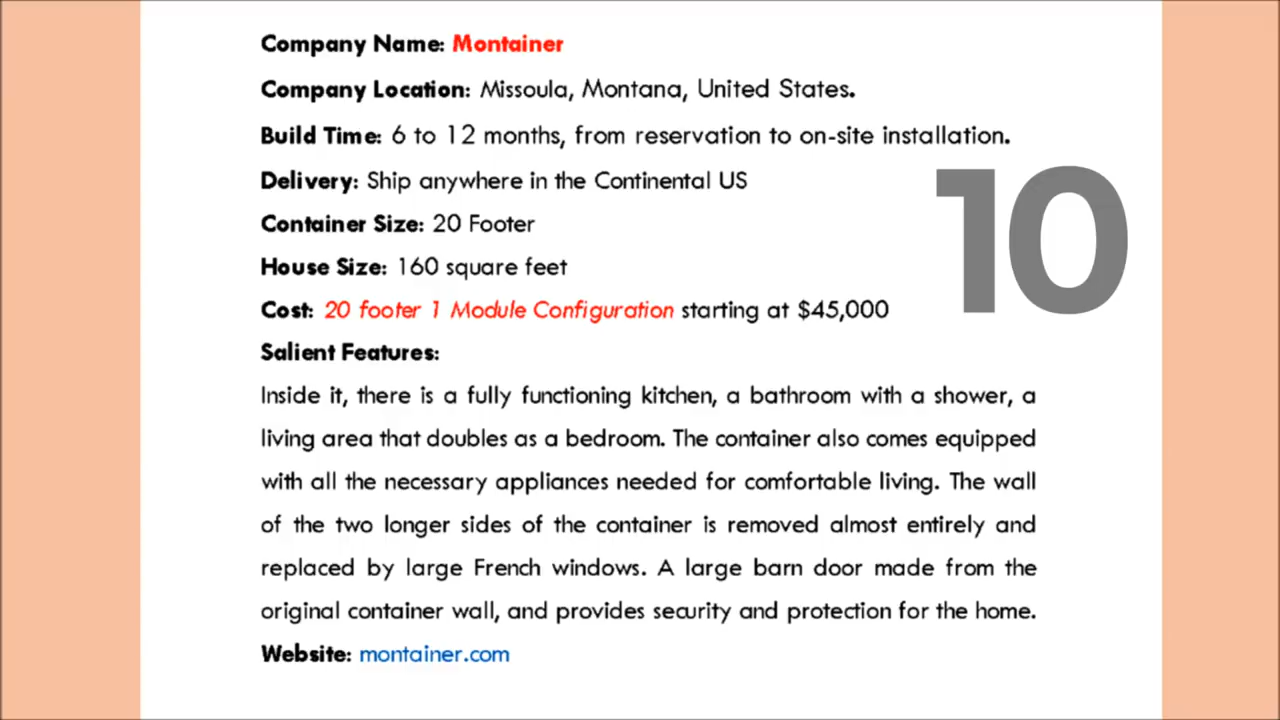 Company Name: Montainer
Company Location: Missoula, Montana, United States.
Build Time: 6 to 12 months, from reservation to on-site installation.
Delivery: Ship anywhere in the Continental US
10
Container Size: 20 Footer
House Size: 160 square feet
Cost: 20 footer 1 Module Configuration starting at $45,000
Salient Features:
Inside it, there is a fully functioning kitchen, a bathroom with a shower, a
living area that doubles as a bedroom. The container also comes equipped
with all the necessary appliances needed for comfortable living. The wall
of the two longer sides of the container is removed almost entirely and
replaced by large French windows. A large barn door made from the
original container wall, and provides security and protection for the home.
Website: montainer.com